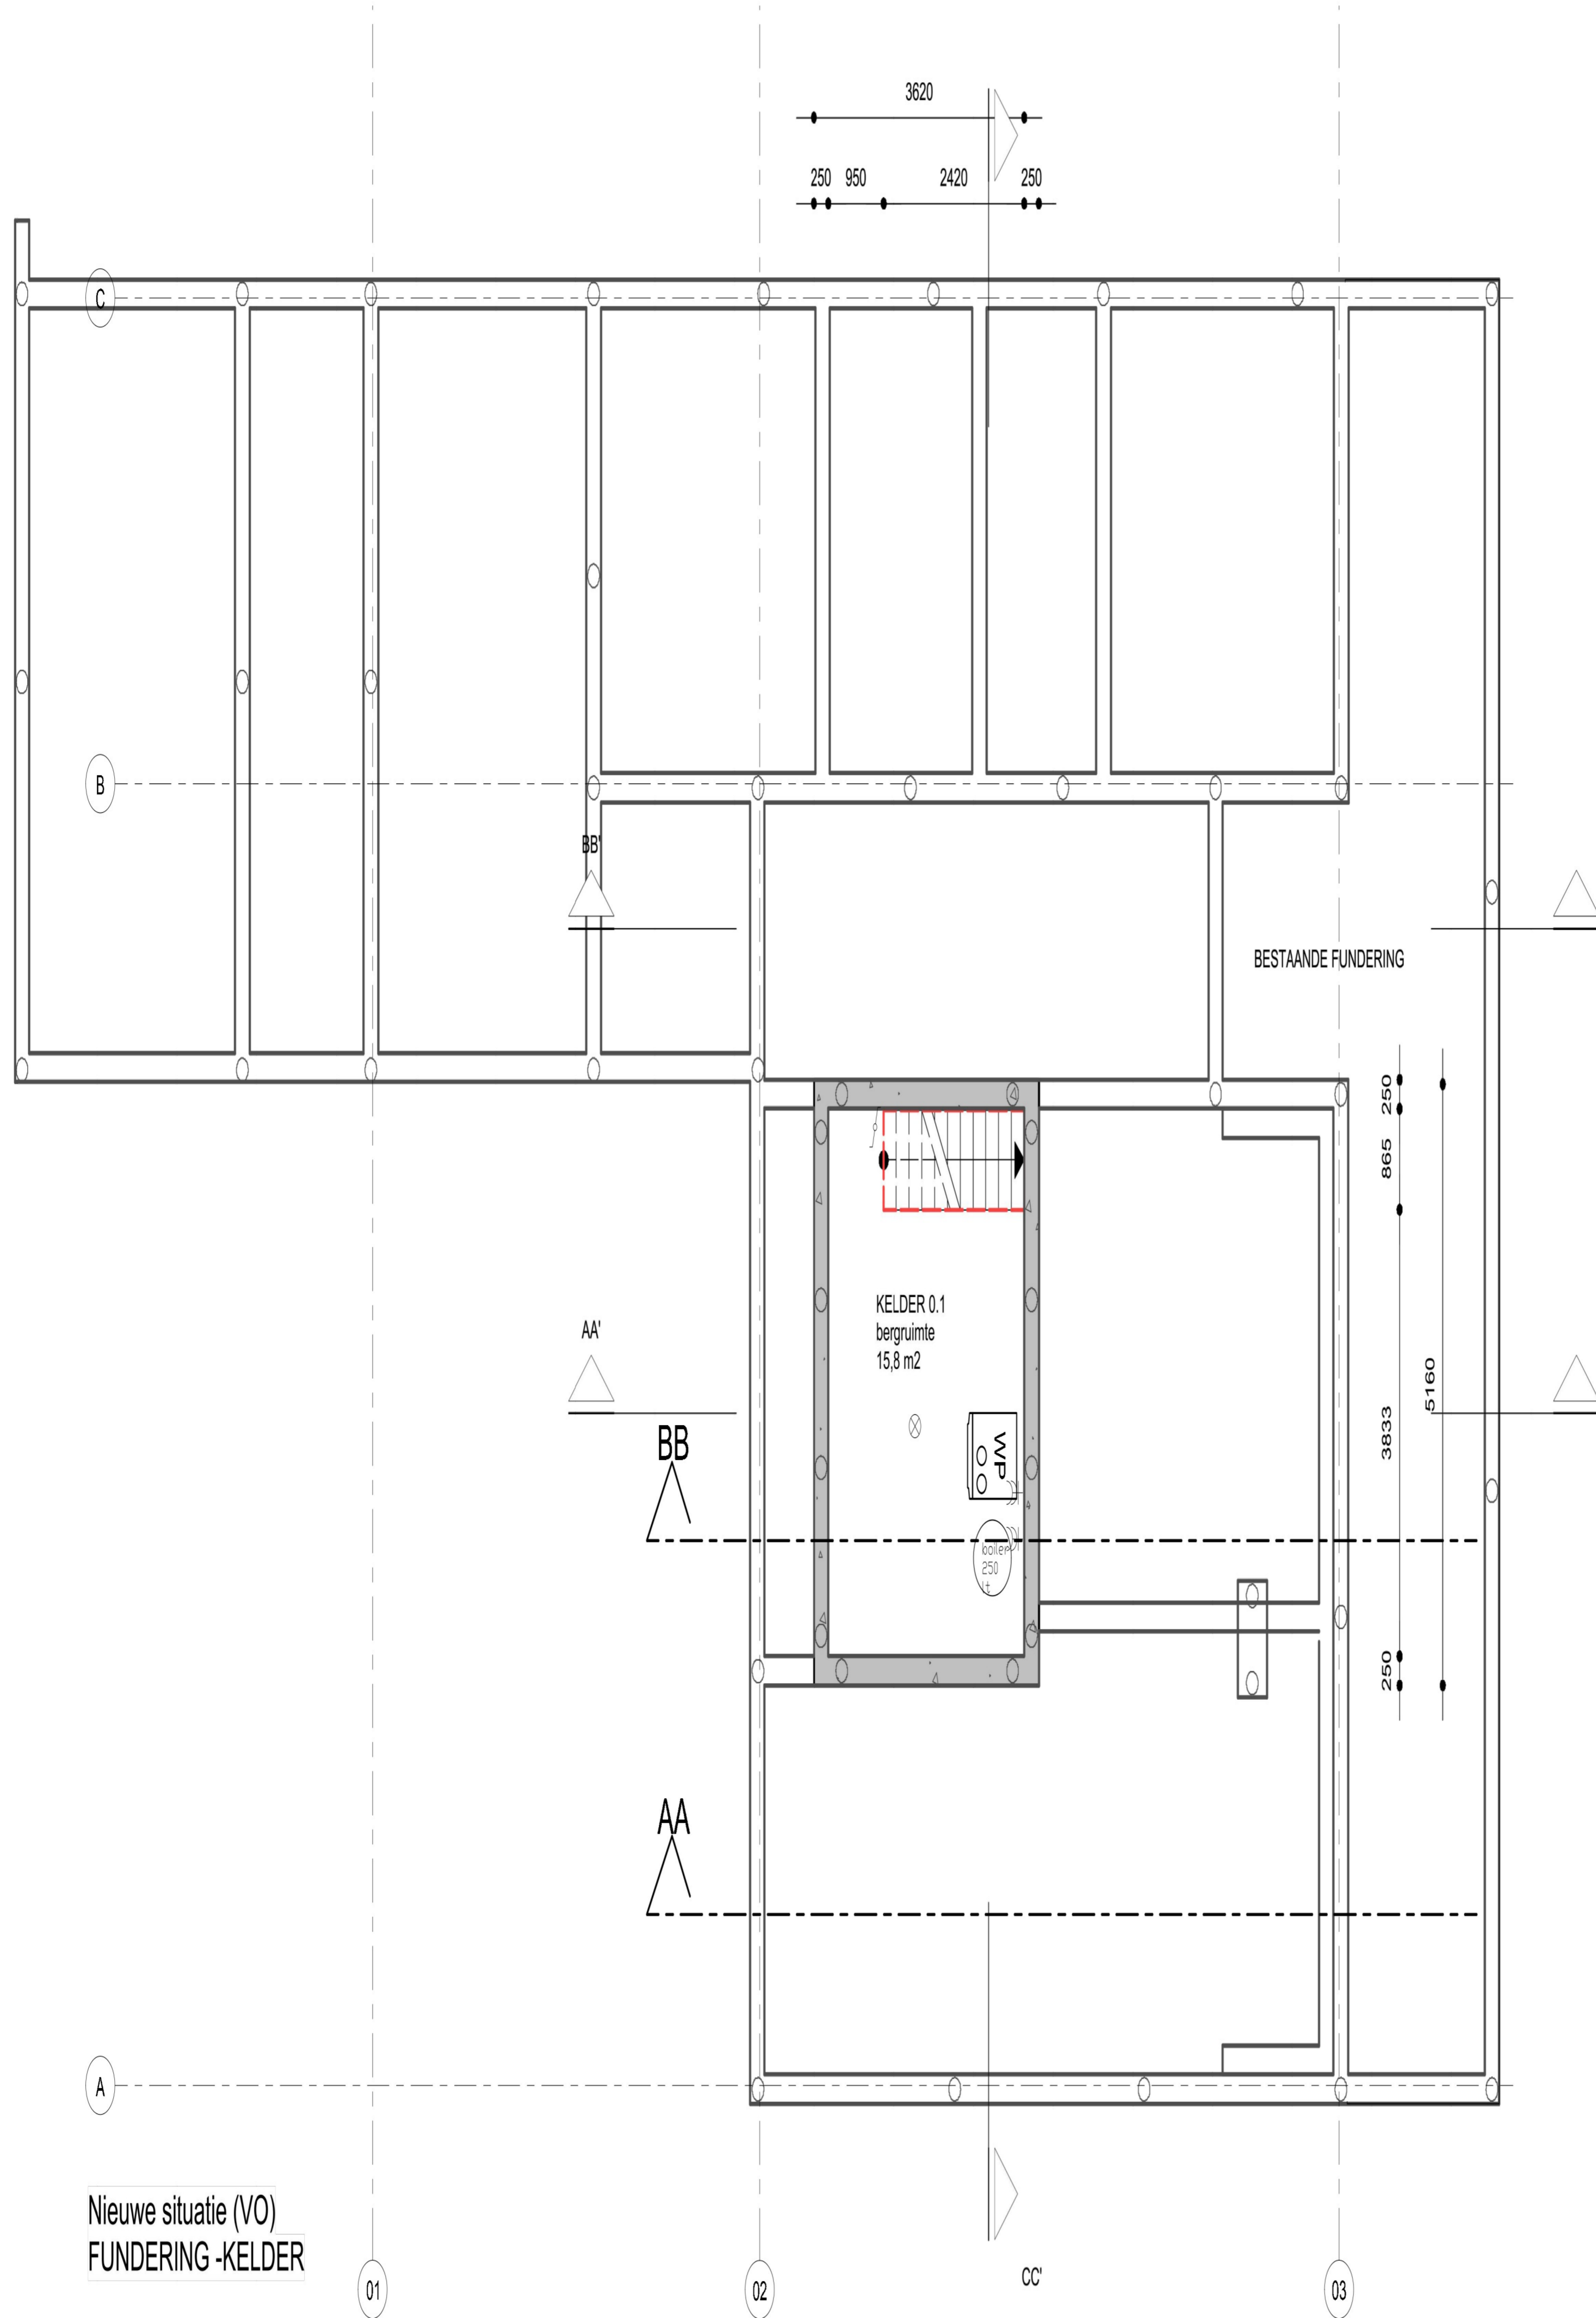 3620
250 950 2420 250
C
B
BB'
BESTAANDE FUNDERING
250
865
KELDER 0.1
bergruimte
15,8 m2
AA'
5160
3833
BB
WP
boiler
250
Lt
250
AA
A
Nieuwe situatie (VO)
FUNDERING -KELDER
01
02
CC'
03